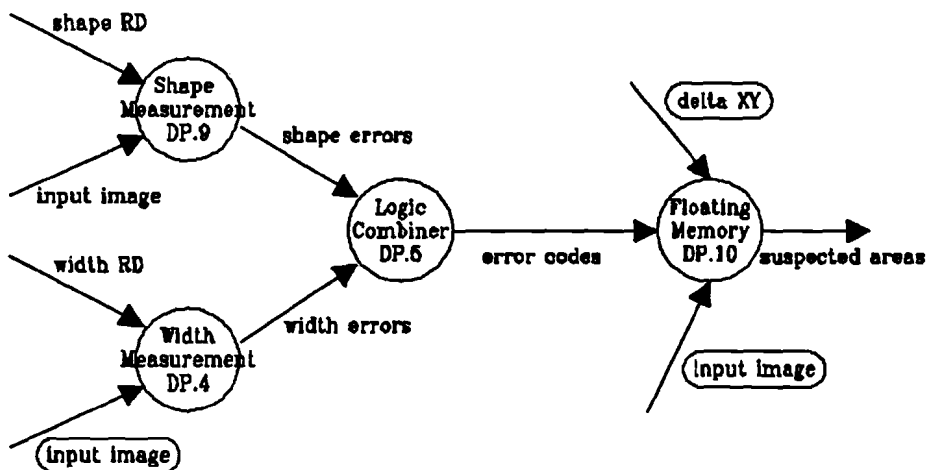 shape RD
Shape
Measurement
DP.9
input image
shape errors
width RD
Width
Measurement
DP.4
input image
width errors
Logic
Combiner
DP.5
error codes
delta XY
Floating
Memory
DP.10
suspected areas
input image